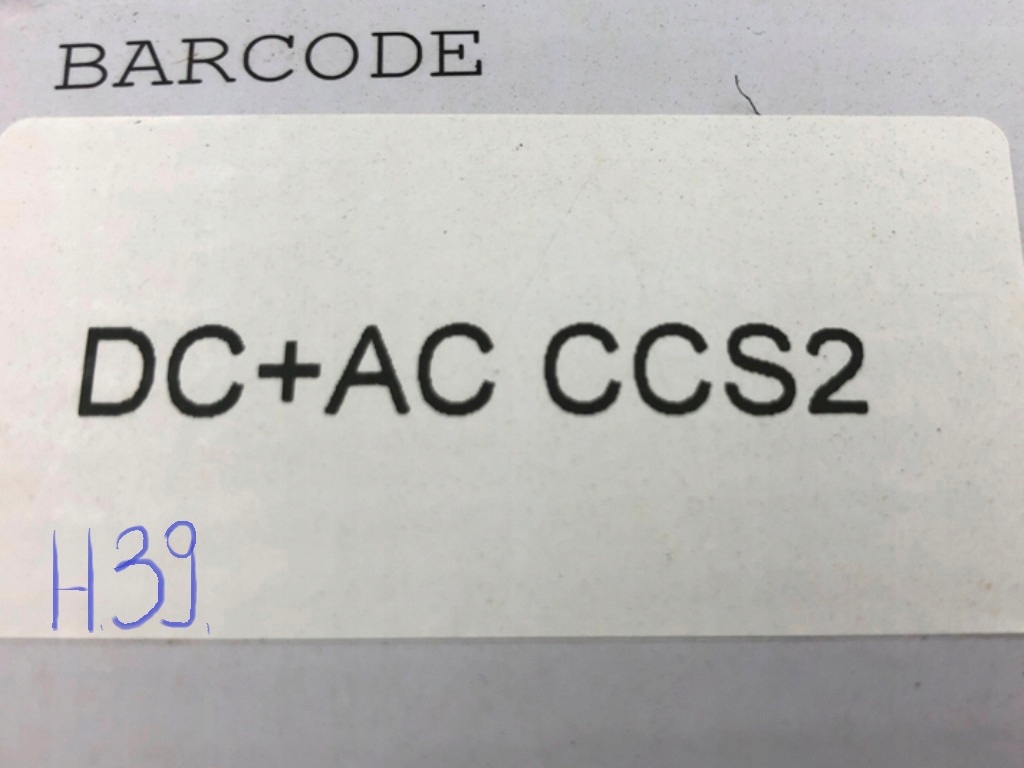 BARCODE
DC+AC CCS2
H.39.